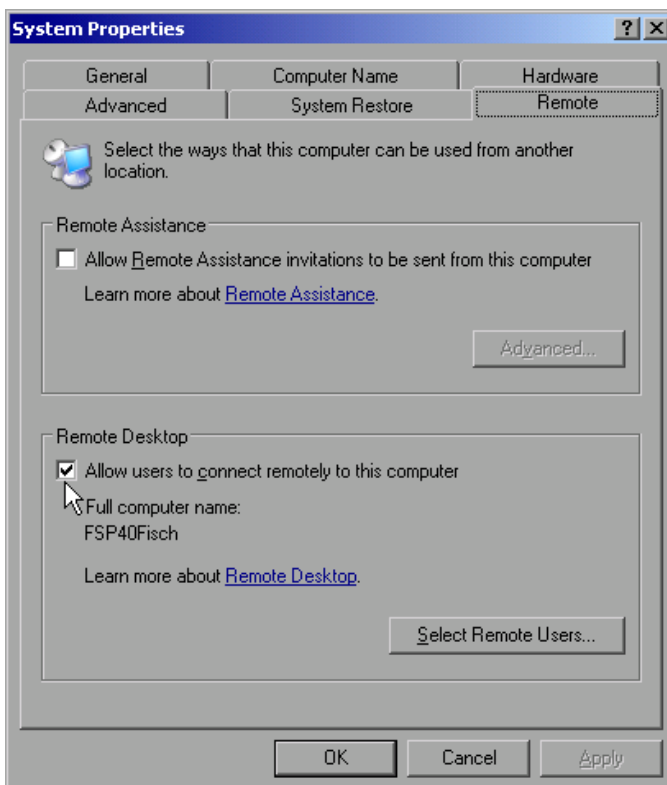 System Properties
General
Computer Name
Hardware
Advanced
System Restore
Remote
Select the ways that this computer can be used from another
location.
Remote Assistance
Allow Remote Assistance invitations to be sent from this computer
Learn more about Remote Assistance.
Advanced...
Remote Desktop
Allow users to connect remotely to this computer
Full computer name:
FSP40Fisch
Learn more about Remote Desktop.
Select Remote Users...
OK
Cancel
Apply